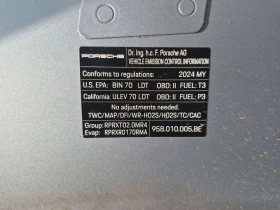 PORSCHE Dr. Ing. h.c. F. Porsche AG
VEHICLE EMISSION CONTROL INFORMATION
Conforms to regulations: 2024 MY
U.S. EPA: BIN 70 LDT OBD: II FUEL: T3
California: ULEV 70 LDT OBD: II FUEL: P3
No adjustments needed.
TWC/MAP/DFI/WR-HO2S/HO2S/TC/CAC
Group: RPRXT02.0MR4
Evap: RPRXR0170RMA 95B.010.005.BE